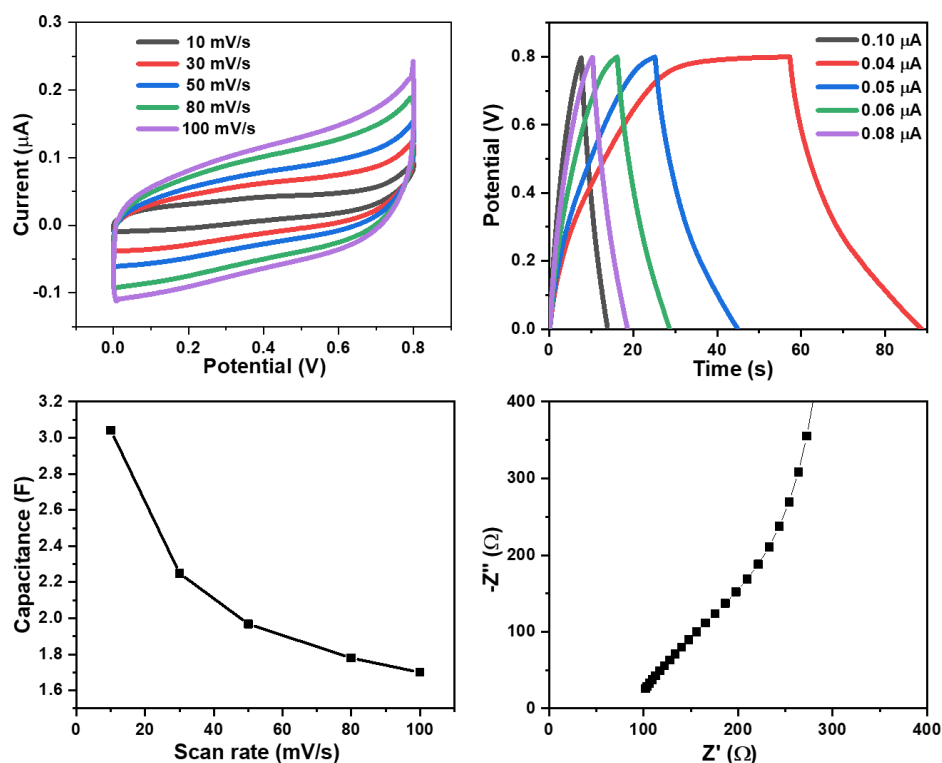 0.3
0.2
0.1
0.0
-0.1
Current (μA)
10 mV/s
30 mV/s
50 mV/s
80 mV/s
100 mV/s
0.0 0.2 0.4 0.6 0.8
Potential (V)
0.8
0.6
0.4
0.2
0.0
Potential (V)
0.10 μA
0.04 μA
0.05 μA
0.06 μA
0.08 μA
0 20 40 60 80
Time (s)
3.2
3.0
2.8
2.6
2.4
2.2
2.0
1.8
1.6
Capacitance (F)
0 20 40 60 80 100
Scan rate (mV/s)
400
300
200
100
0
-Z'' (Ω)
0 100 200 300 400
Z' (Ω)